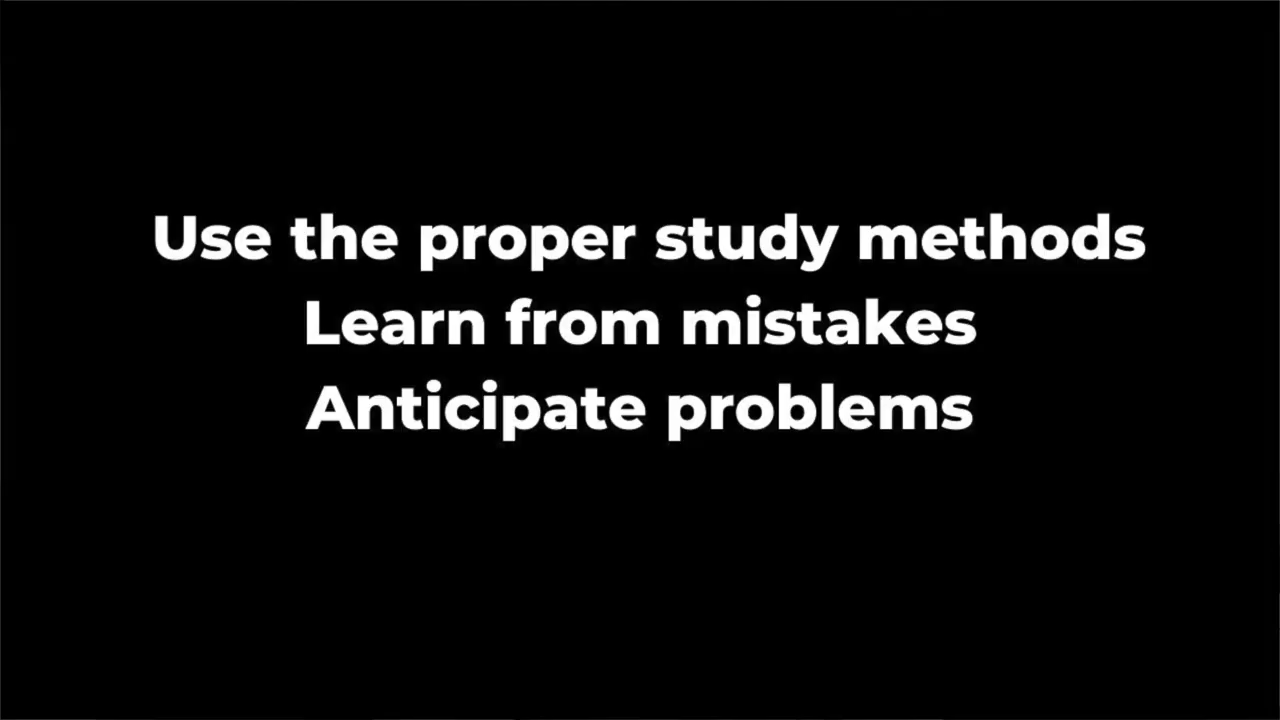 Use the proper study methods
Learn from mistakes
Anticipate problems